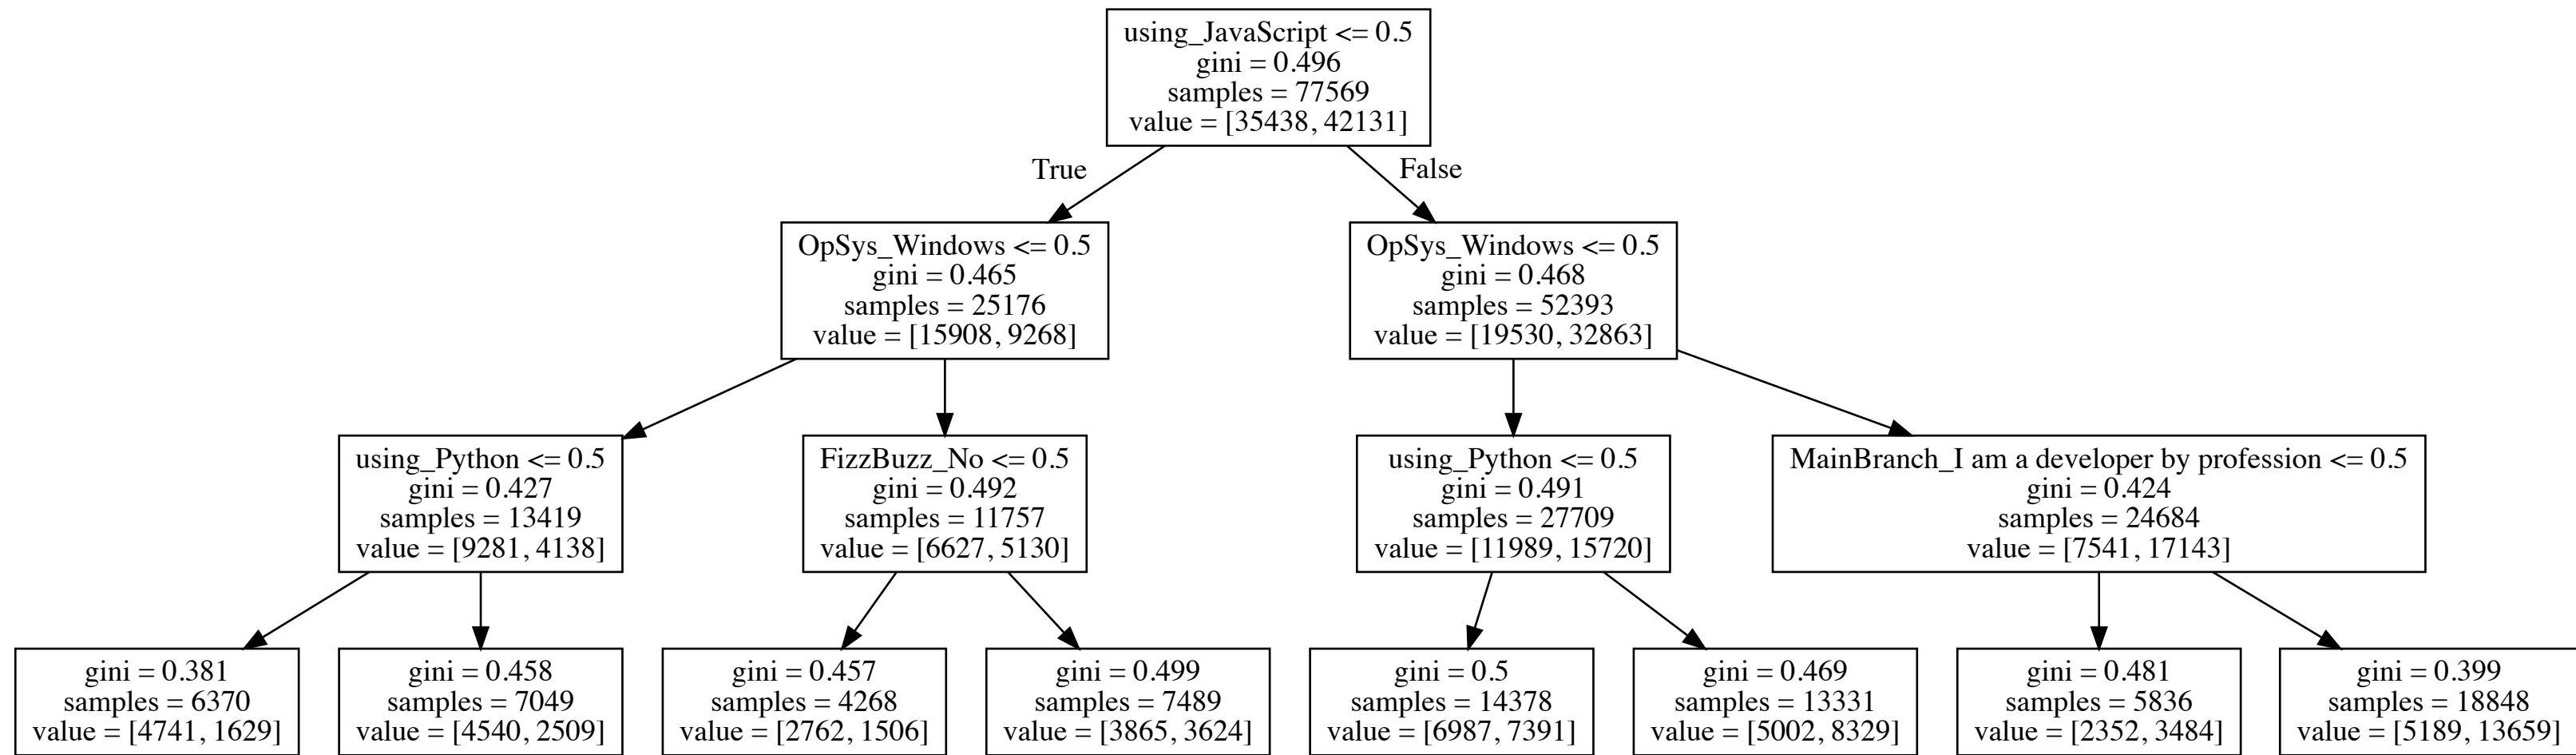 using_JavaScript <= 0.5
gini = 0.496
samples = 77569
value = [35438, 42131]
True
False
OpSys_Windows <= 0.5
gini = 0.465
samples = 25176
value = [15908, 9268]
OpSys_Windows <= 0.5
gini = 0.468
samples = 52393
value = [19530, 32863]
using_Python <= 0.5
gini = 0.427
samples = 13419
value = [9281, 4138]
FizzBuzz_No <= 0.5
gini = 0.492
samples = 11757
value = [6627, 5130]
using_Python <= 0.5
gini = 0.491
samples = 27709
value = [11989, 15720]
MainBranch_I am a developer by profession <= 0.5
gini = 0.424
samples = 24684
value = [7541, 17143]
gini = 0.381
samples = 6370
value = [4741, 1629]
gini = 0.458
samples = 7049
value = [4540, 2509]
gini = 0.457
samples = 4268
value = [2762, 1506]
gini = 0.499
samples = 7489
value = [3865, 3624]
gini = 0.5
samples = 14378
value = [6987, 7391]
gini = 0.469
samples = 13331
value = [5002, 8329]
gini = 0.481
samples = 5836
value = [2352, 3484]
gini = 0.399
samples = 18848
value = [5189, 13659]